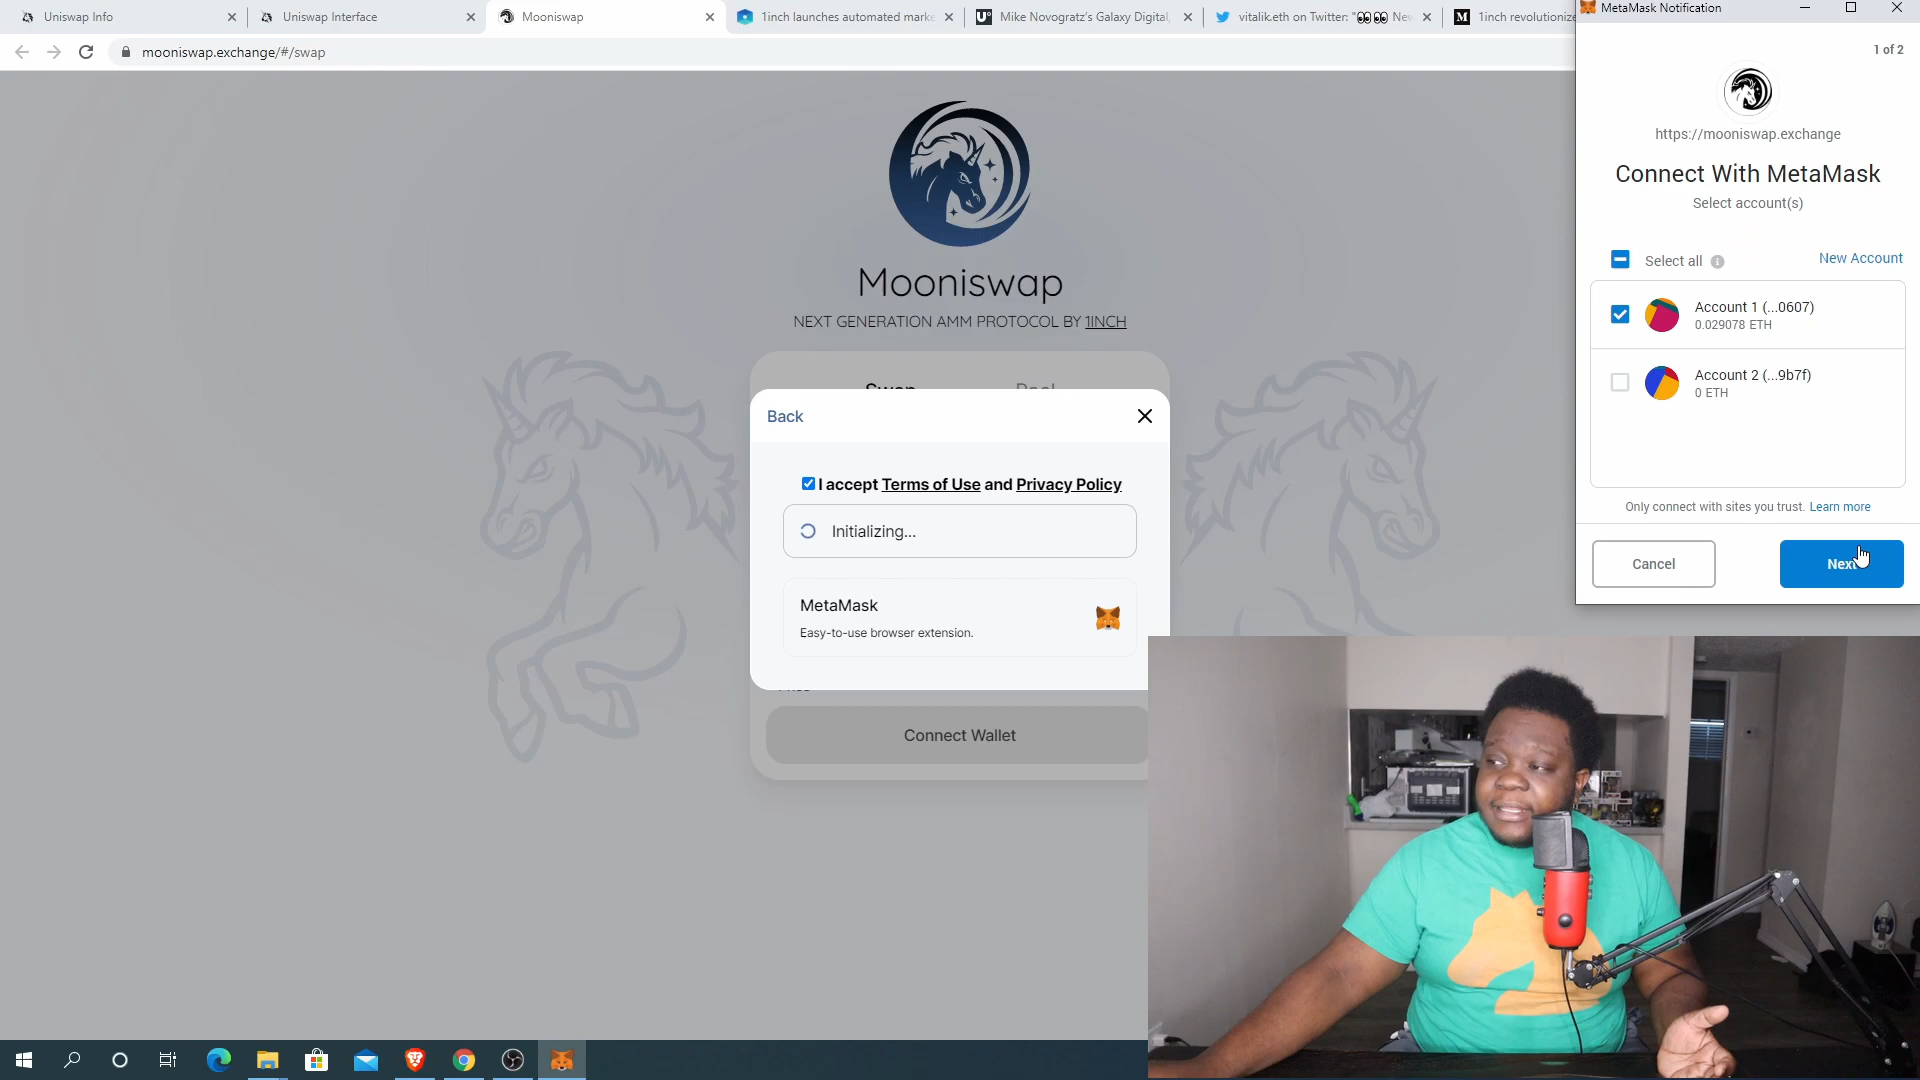 Uniswap Info
Uniswap Interface
Mooniswap
1inch launches automated marke
Mike Novogratz's Galaxy Digital,
vitalik.eth on Twitter: "👀 👀 Nev
1inch revolutionize
MetaMask Notification
mooniswap.exchange/#/swap
1 of 2
https://mooniswap.exchange
Connect With MetaMask
Select account(s)
Select all
New Account
Account 1 (...0607)
0.029078 ETH
Account 2 (...9b7f)
0 ETH
Only connect with sites you trust. Learn more
Cancel
Next
Mooniswap
NEXT GENERATION AMM PROTOCOL BY 1INCH
Swap
Pool
Back
I accept Terms of Use and Privacy Policy
Initializing...
MetaMask
Easy-to-use browser extension.
Connect Wallet